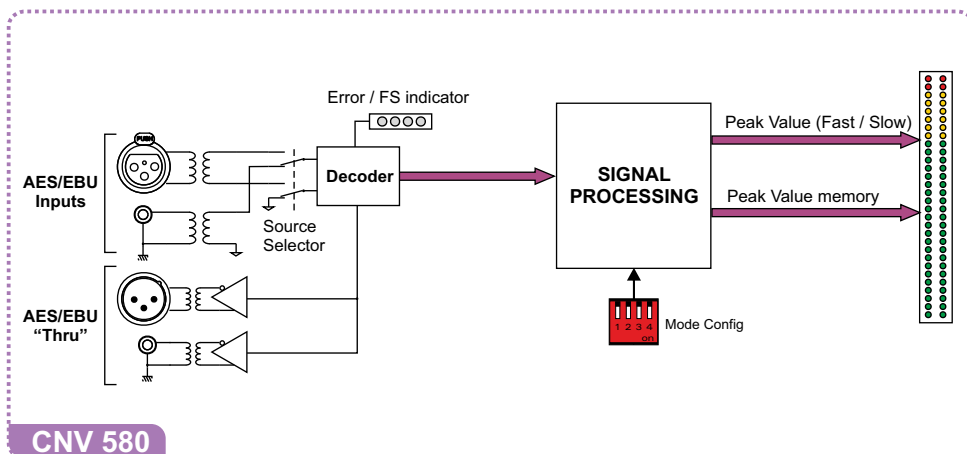 Error / FS indicator
PUSH
AES/EBU
Inputs
Decoder
Source
Selector
SIGNAL
PROCESSING
Peak Value (Fast / Slow)
Peak Value memory
AES/EBU
“Thru”
1 2 3 4
on
Mode Config
CNV 580